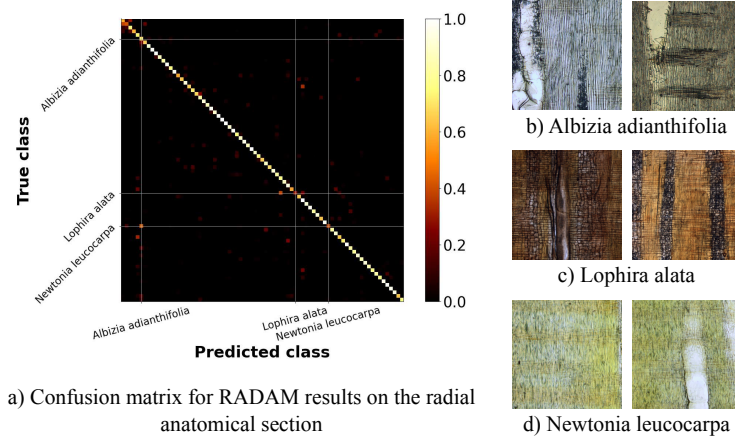 True class
Albizia adianthifolia
Lophira alata
Newtonia leucocarpa
Albizia adianthifolia
Lophira alata
Newtonia leucocarpa
Predicted class
1.0
0.8
0.6
0.4
0.2
0.0
a) Confusion matrix for RADAM results on the radial
anatomical section
b) Albizia adianthifolia
c) Lophira alata
d) Newtonia leucocarpa